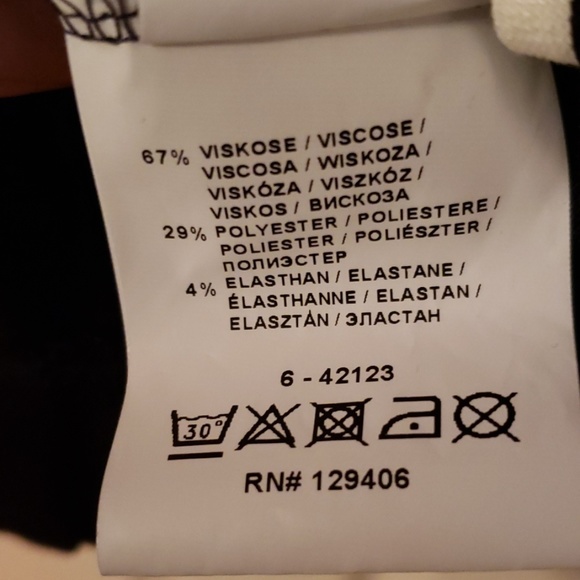 67% VISKOSE / VISCOSE /
VISCOSA / WISKOZA /
VISKÓZA / VISZKÓZ /
VISKOS / ВИСКОЗА
29% POLYESTER / POLIESTERE /
POLIESTER / POLIÉSZTER /
ПОЛИЭСТЕР
4% ELASTHAN / ELASTANE /
ÉLASTHANNE / ELASTAN /
ELASZTÁN / ЭЛАСТАН
6 - 42123
30°
RN# 129406